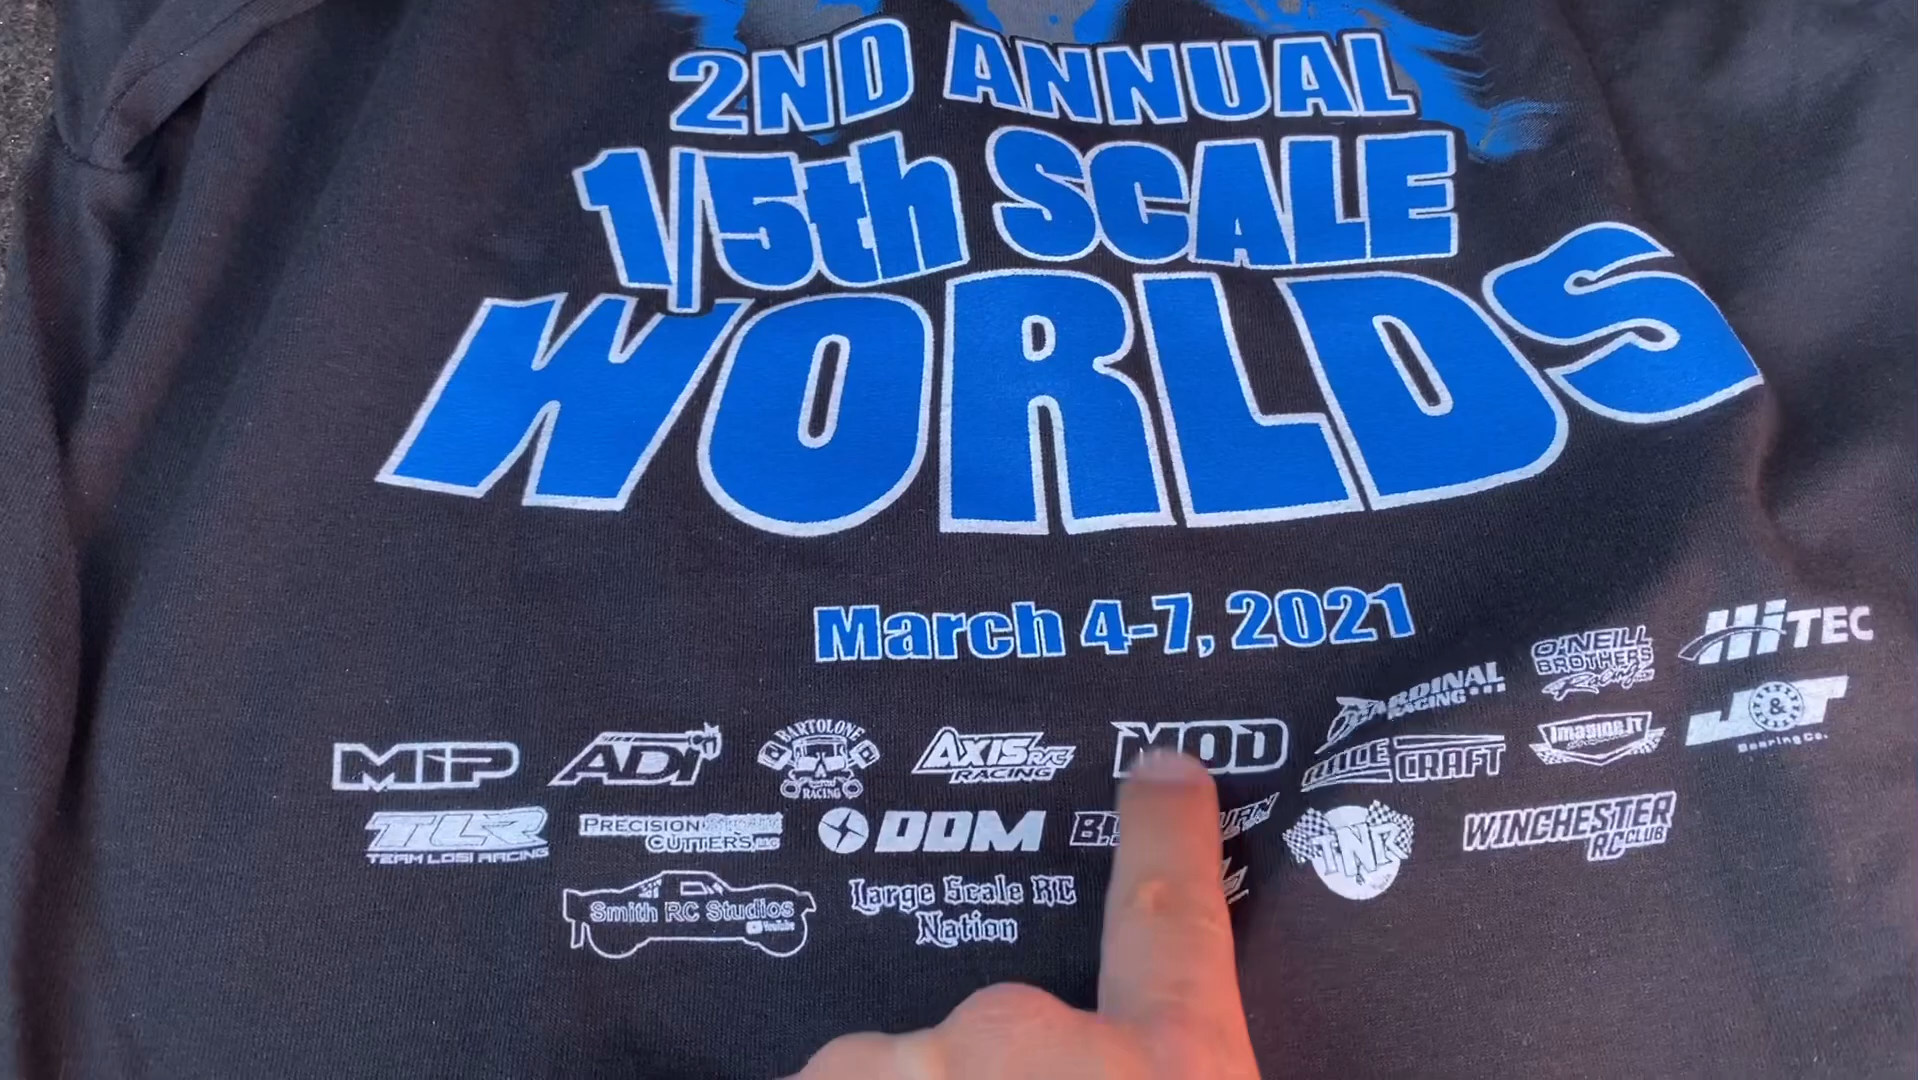 2ND ANNUAL
1/5th SCALE
WORLDS
March 4-7, 2021
HiTEC
O'NEILL
BROTHERS
Racing
RACING
MIP
ADI
BARTOLONE
RACING
AXIS R/C
RACING
MOD
CRAFT
Imagine It
J&T
Bearing Co.
TLR
TEAM LOSI RACING
PRECISION
CUTTERS, LLC
DDM
TNR
WINCHESTER
RC CLUB
Smith RC Studios
YouTube
Large Scale RC
Nation